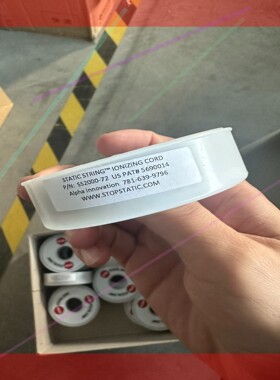 STATIC STRING™ IONIZING CORD
P/N: SS2000-72 US PAT# 5690014
Alpha Innovation 781-639-9796
WWW.STOPSTATIC.COM